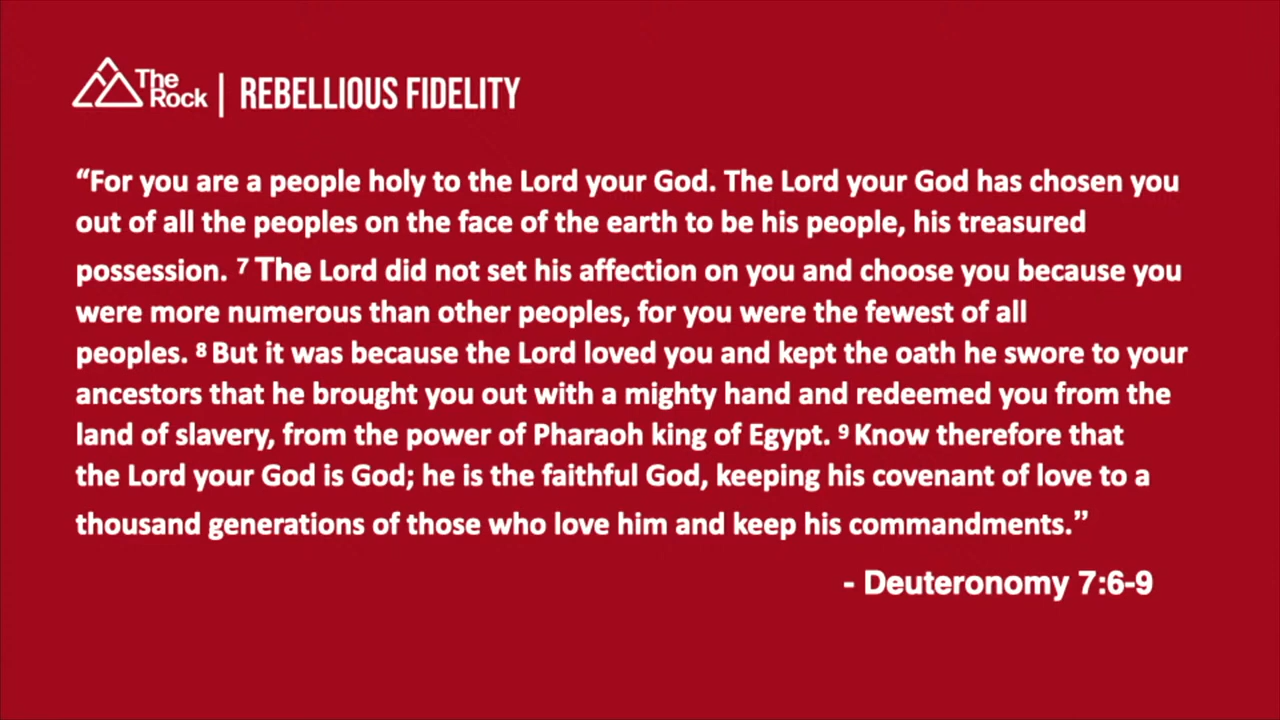 The
Rock | REBELLIOUS FIDELITY
“For you are a people holy to the Lord your God. The Lord your God has chosen you
out of all the peoples on the face of the earth to be his people, his treasured
possession. 7 The Lord did not set his affection on you and choose you because you
were more numerous than other peoples, for you were the fewest of all
peoples. 8 But it was because the Lord loved you and kept the oath he swore to your
ancestors that he brought you out with a mighty hand and redeemed you from the
land of slavery, from the power of Pharaoh king of Egypt. 9 Know therefore that
the Lord your God is God; he is the faithful God, keeping his covenant of love to a
thousand generations of those who love him and keep his commandments.”
- Deuteronomy 7:6-9